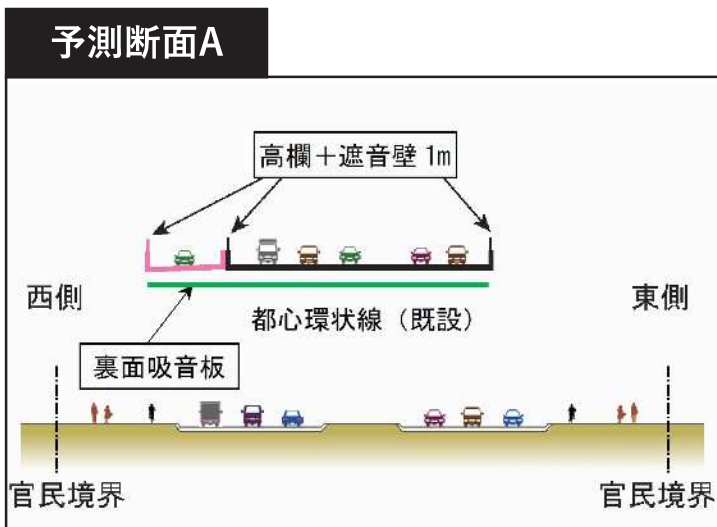 予測断面A
高欄＋遮音壁 1m
西側
東側
都心環状線（既設）
裏面吸音板
官民境界
官民境界